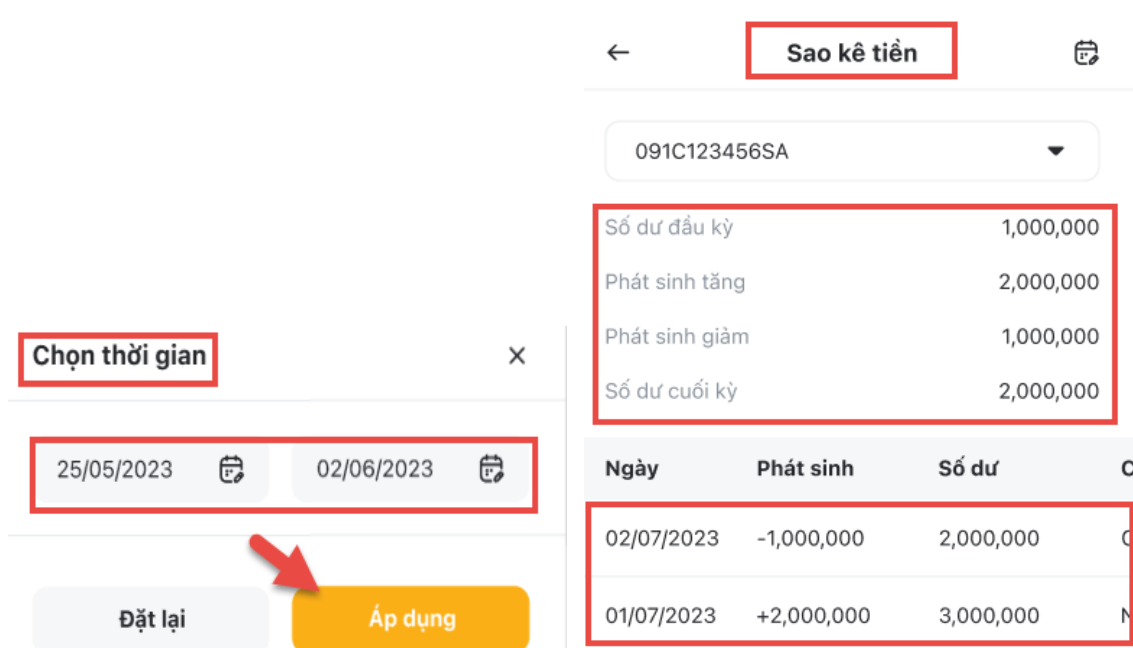 Chọn thời gian
25/05/2023 02/06/2023
Đặt lại Áp dụng
Sao kê tiền
091C123456SA
Số dư đầu kỳ 1,000,000
Phát sinh tăng 2,000,000
Phát sinh giảm 1,000,000
Số dư cuối kỳ 2,000,000
Ngày Phát sinh Số dư
02/07/2023 -1,000,000 2,000,000
01/07/2023 +2,000,000 3,000,000